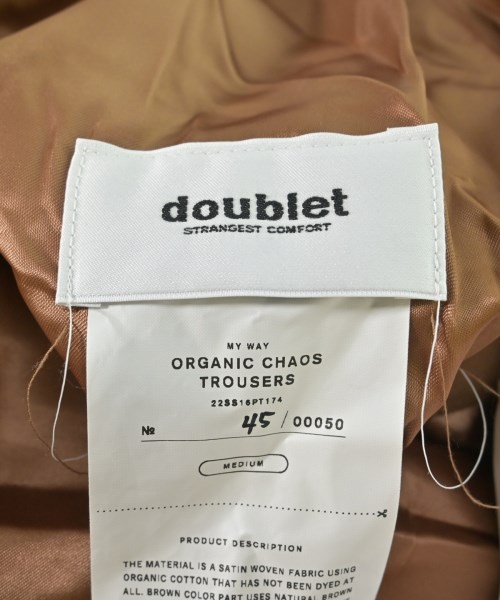 doublet
STRANGEST COMFORT
MY WAY
ORGANIC CHAOS
TROUSERS
22SS16PT174
№ 45 / 00050
MEDIUM
PRODUCT DESCRIPTION
THE MATERIAL IS A SATIN WOVEN FABRIC USING
ORGANIC COTTON THAT HAS NOT BEEN DYED AT
ALL. BROWN COLOR PART USES NATURAL BROWN